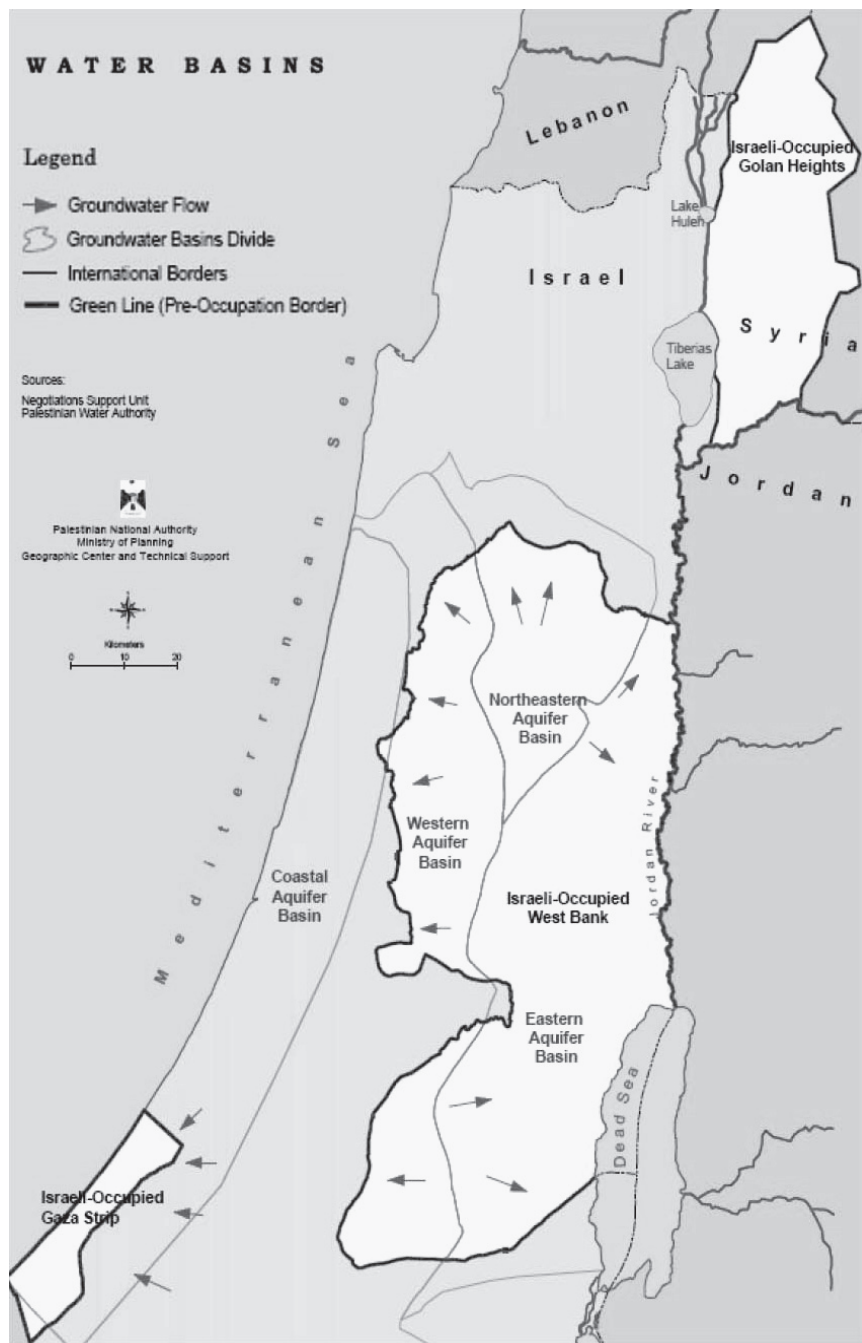 WATER BASINS
Legend
Groundwater Flow
Groundwater Basins Divide
International Borders
Green Line (Pre-Occupation Border)
Sources:
Negotiations Support Unit
Palestinian Water Authority
Palestinian National Authority
Ministry of Planning
Geographic Center and Technical Support
Kilometers
0 10 20
Lebanon
Israeli-Occupied
Golan Heights
Lake
Huleh
Israel
Syria
Tiberias
Lake
Jordan
Mediterranean Sea
Northeastern
Aquifer
Basin
Western
Aquifer
Basin
Coastal
Aquifer
Basin
Israeli-Occupied
West Bank
Jordan River
Eastern
Aquifer
Basin
Dead Sea
Israeli-Occupied
Gaza Strip